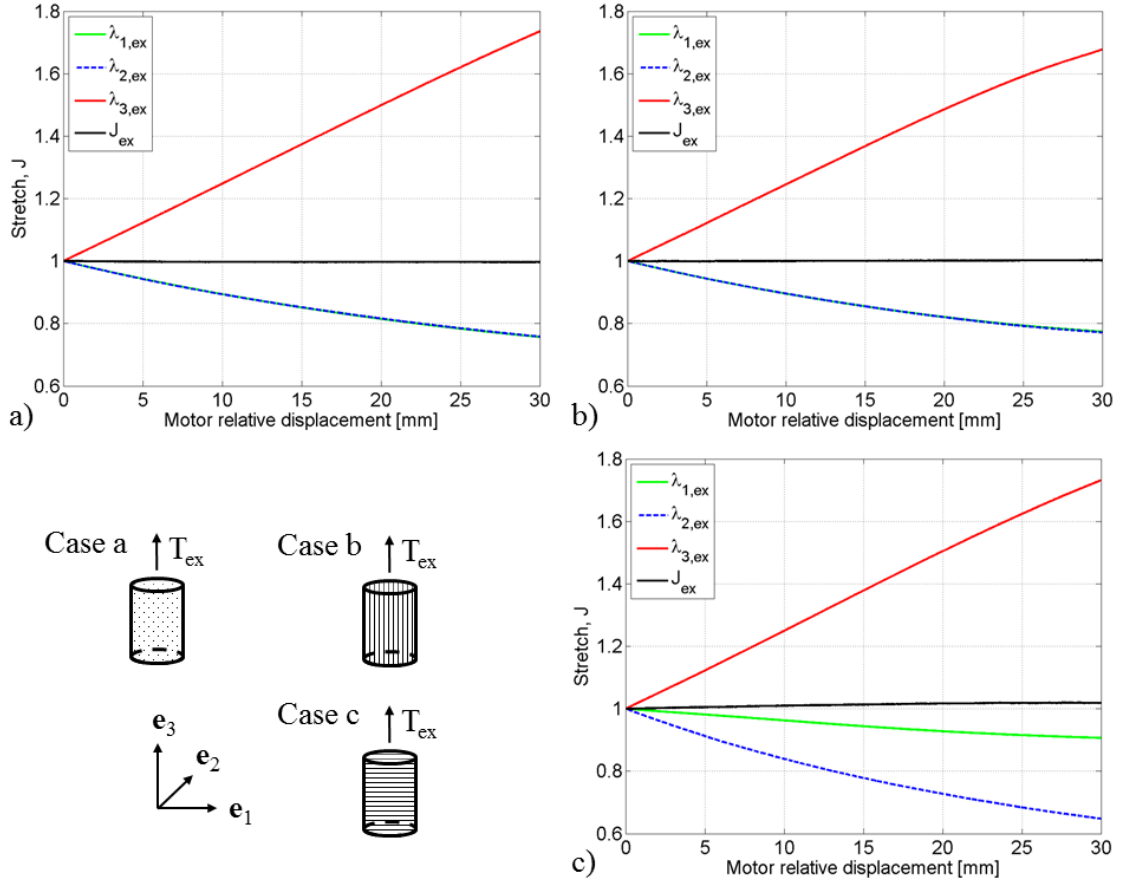 1.8
1.6
1.4
1.2
1
0.8
0.6
Stretch, J
λ1,ex
λ2,ex
λ3,ex
Jex
0 5 10 15 20 25 30
Motor relative displacement [mm]
a)
1.8
1.6
1.4
1.2
1
0.8
0.6
λ1,ex
λ2,ex
λ3,ex
Jex
0 5 10 15 20 25 30
Motor relative displacement [mm]
b)
Case a
Tex
Case b
Tex
Case c
Tex
e3
e2
e1
1.8
1.6
1.4
1.2
1
0.8
0.6
Stretch, J
λ1,ex
λ2,ex
λ3,ex
Jex
0 5 10 15 20 25 30
Motor relative displacement [mm]
c)